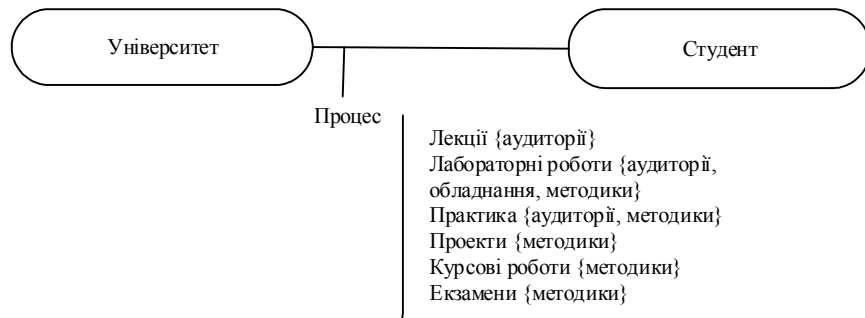 Університет
Студент
Процес
Лекції {аудиторії}
Лабораторні роботи {аудиторії,
обладнання, методики}
Практика {аудиторії, методики}
Проекти {методики}
Курсові роботи {методики}
Екзамени {методики}